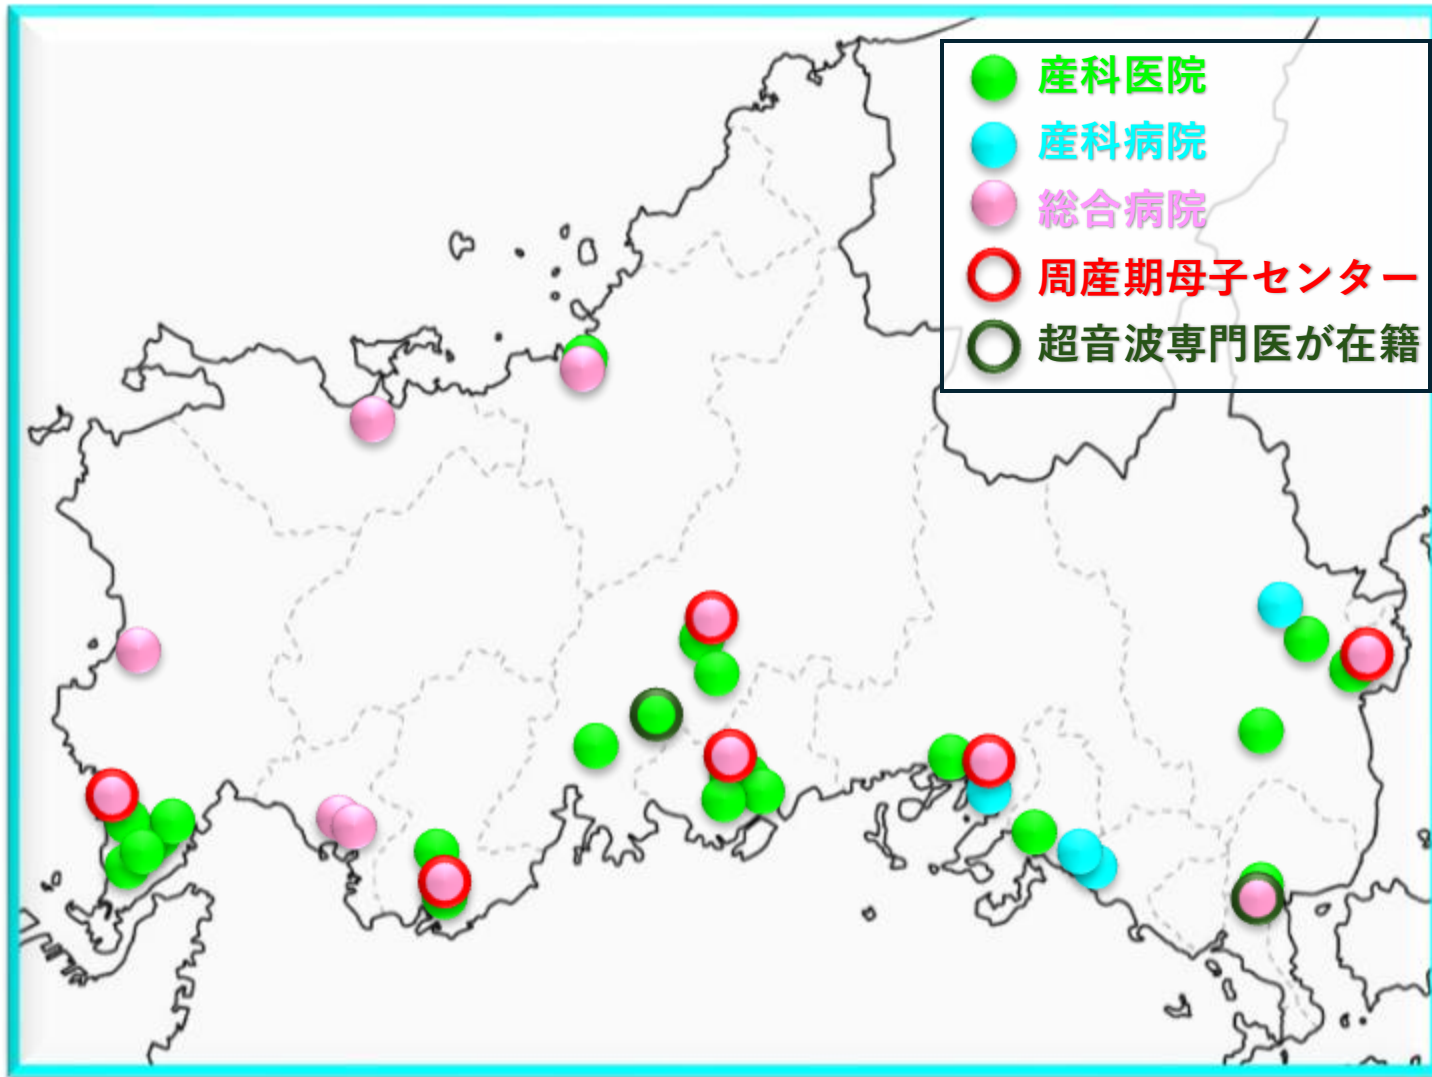 産科医院
産科病院
総合病院
周産期母子センター
超音波専門医が在籍